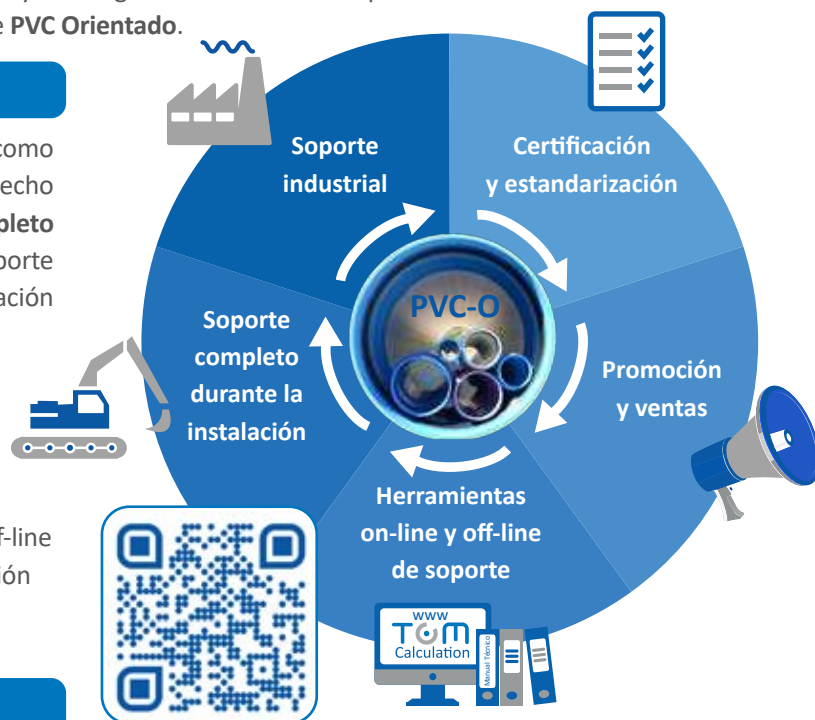 e PVC Orientado.
como
echo
pleto
porte
ación
f-line
ión
Soporte
industrial
Certificación
y estandarización
PVC-O
Promoción
y ventas
Soporte
completo
durante la
instalación
Herramientas
on-line y off-line
de soporte
www
TOM
Calculation
Manual Técnico